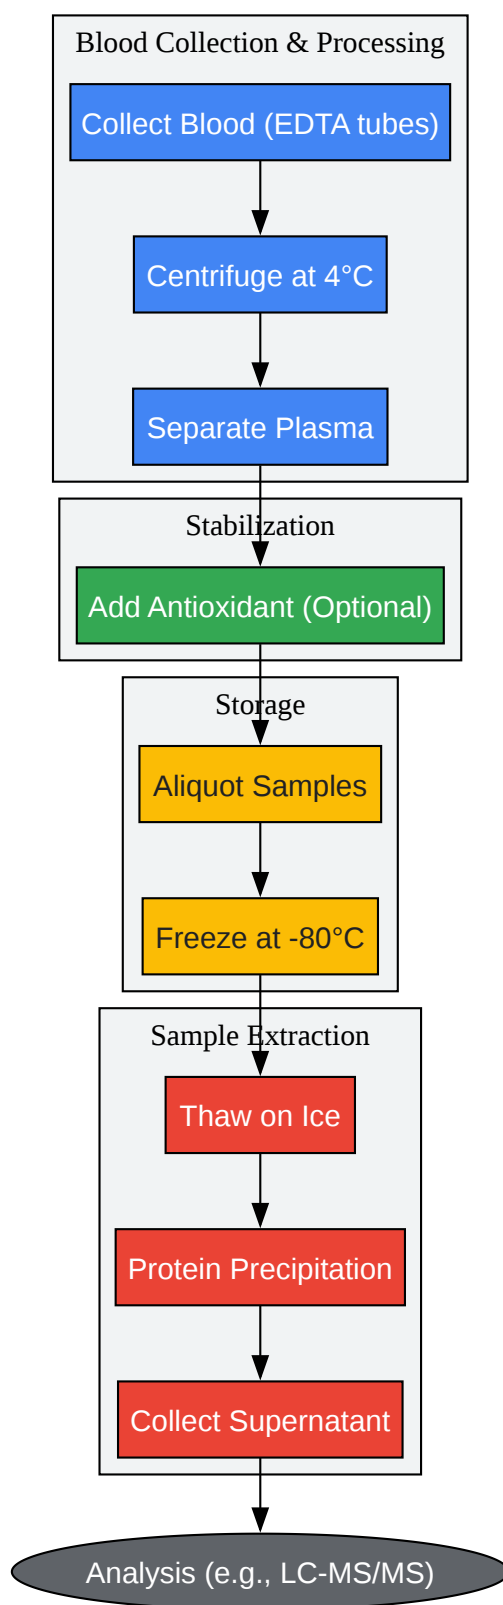 Blood Collection & Processing
Collect Blood (EDTA tubes)
Centrifuge at 4°C
Separate Plasma
Stabilization
Add Antioxidant (Optional)
Storage
Aliquot Samples
Freeze at -80°C
Sample Extraction
Thaw on Ice
Protein Precipitation
Collect Supernatant
Analysis (e.g., LC-MS/MS)